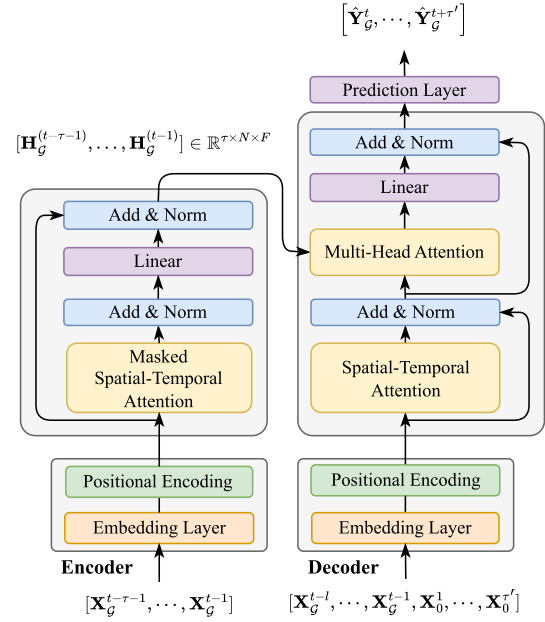 [Ŷ_𝒢^t, ⋯, Ŷ_𝒢^{t+τ′}]
Prediction Layer
Add & Norm
Linear
Multi-Head Attention
Add & Norm
Spatial-Temporal
Attention
Positional Encoding
Embedding Layer
Decoder
[X_𝒢^{t-l}, ⋯, X_𝒢^{t-1}, X_0^1, ⋯, X_0^{τ′}]
[H_𝒢^{(t-τ-1)}, …, H_𝒢^{(t-1)}] ∈ ℝ^{τ×N×F}
Add & Norm
Linear
Add & Norm
Masked
Spatial-Temporal
Attention
Positional Encoding
Embedding Layer
Encoder
[X_𝒢^{t-τ-1}, ⋯, X_𝒢^{t-1}]